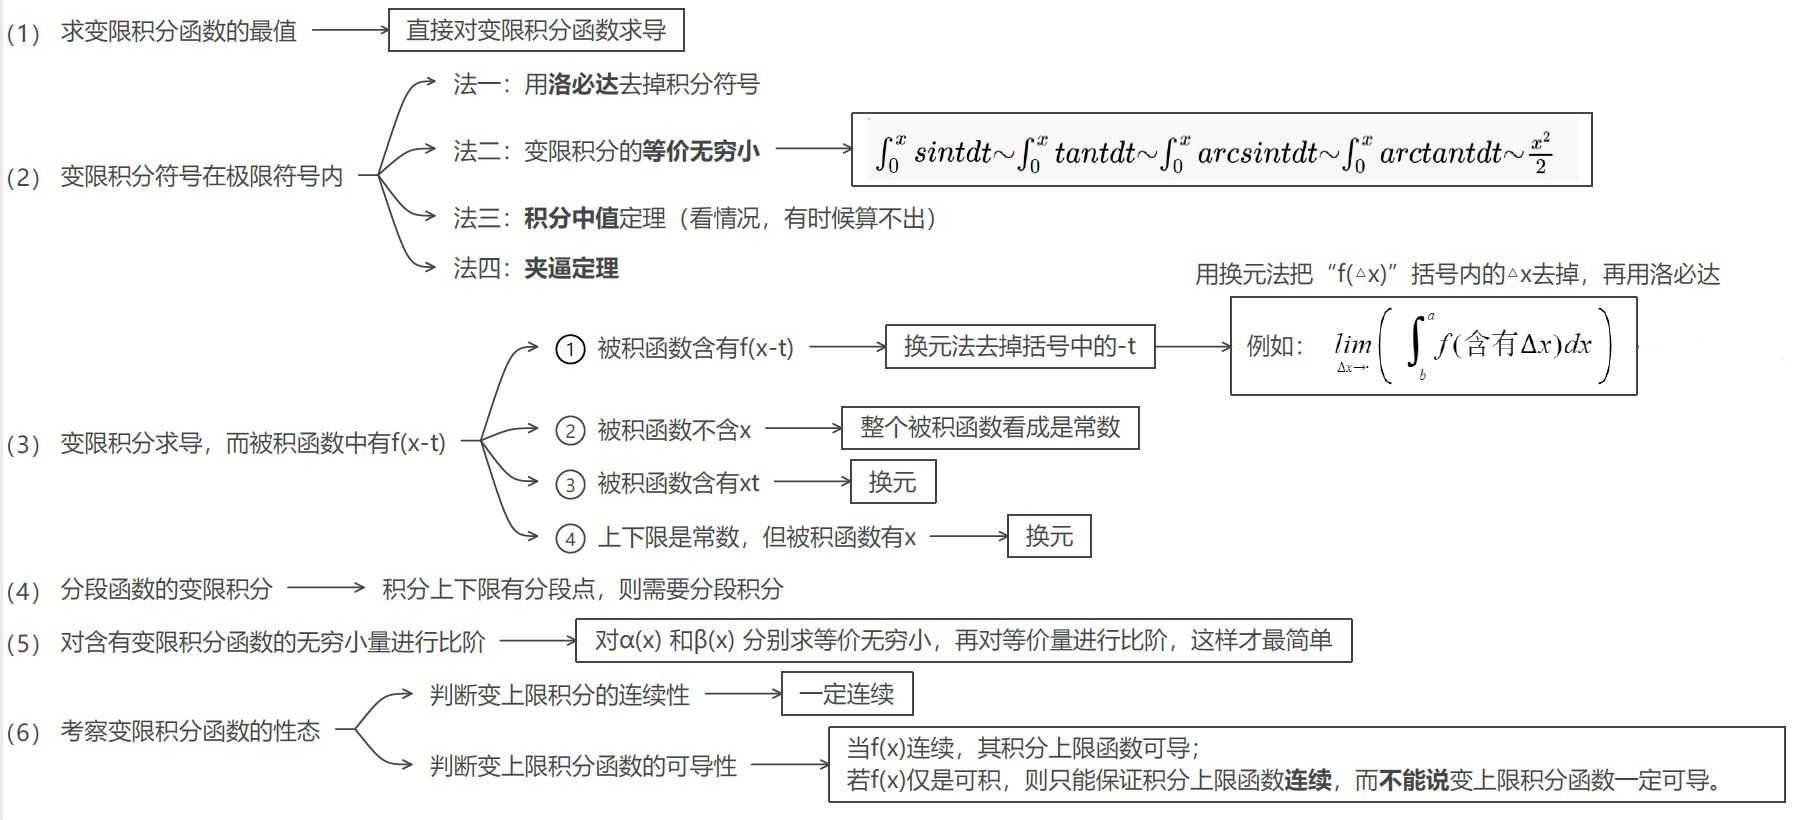 （1） 求变限积分函数的最值 直接对变限积分函数求导
法一：用洛必达去掉积分符号
（2） 变限积分符号在极限符号内 法二：变限积分的等价无穷小 ∫₀ˣ sintdt~∫₀ˣ tantdt~∫₀ˣ arcsintdt~∫₀ˣ arctantdt~x²/2
法三：积分中值定理（看情况，有时候算不出）
法四：夹逼定理
用换元法把“f(△x)”括号内的△x去掉，再用洛必达
① 被积函数含有f(x-t) 换元法去掉括号中的-t 例如： lim Δx→· ( ∫ a b f(含有Δx)dx )
（3） 变限积分求导，而被积函数中有f(x-t)
② 被积函数不含x 整个被积函数看成是常数
③ 被积函数含有xt 换元
④ 上下限是常数，但被积函数有x 换元
（4） 分段函数的变限积分 积分上下限有分段点，则需要分段积分
（5） 对含有变限积分函数的无穷小量进行比阶 对α(x) 和β(x) 分别求等价无穷小，再对等价量进行比阶，这样才最简单
（6） 考察变限积分函数的性态
判断变上限积分的连续性 一定连续
判断变上限积分函数的可导性
当f(x)连续，其积分上限函数可导；
若f(x)仅是可积，则只能保证积分上限函数连续，而不能说变上限积分函数一定可导。